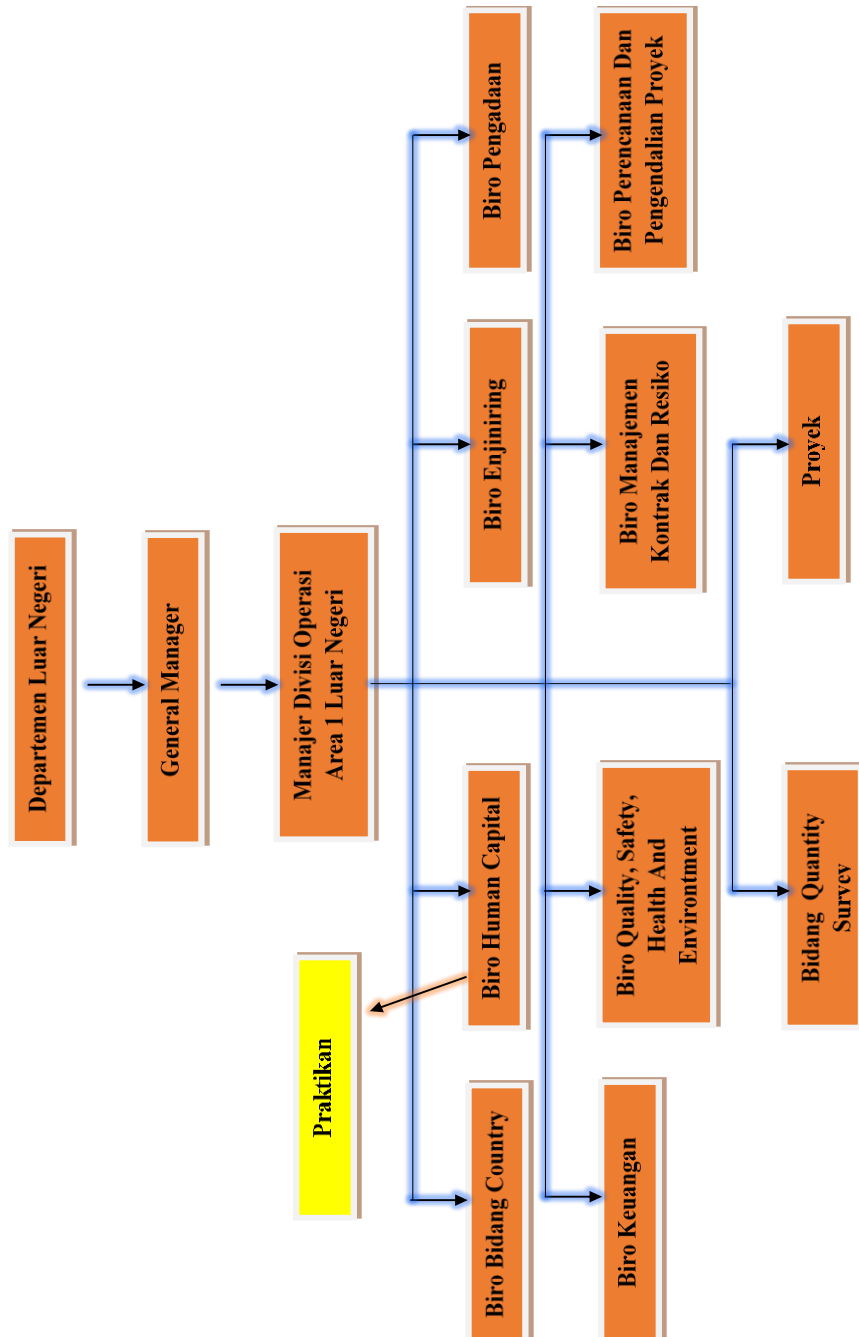 Departemen Luar Negeri
General Manager
Manajer Divisi Operasi
Area 1 Luar Negeri
Praktikan
Biro Bidang Country
Biro Human Capital
Biro Enjiniring
Biro Pengadaan
Biro Keuangan
Biro Quality, Safety,
Health And
Environtment
Biro Manajemen
Kontrak Dan Resiko
Biro Perencanaan Dan
Pengendalian Proyek
Bidang Quantity
Survey
Proyek